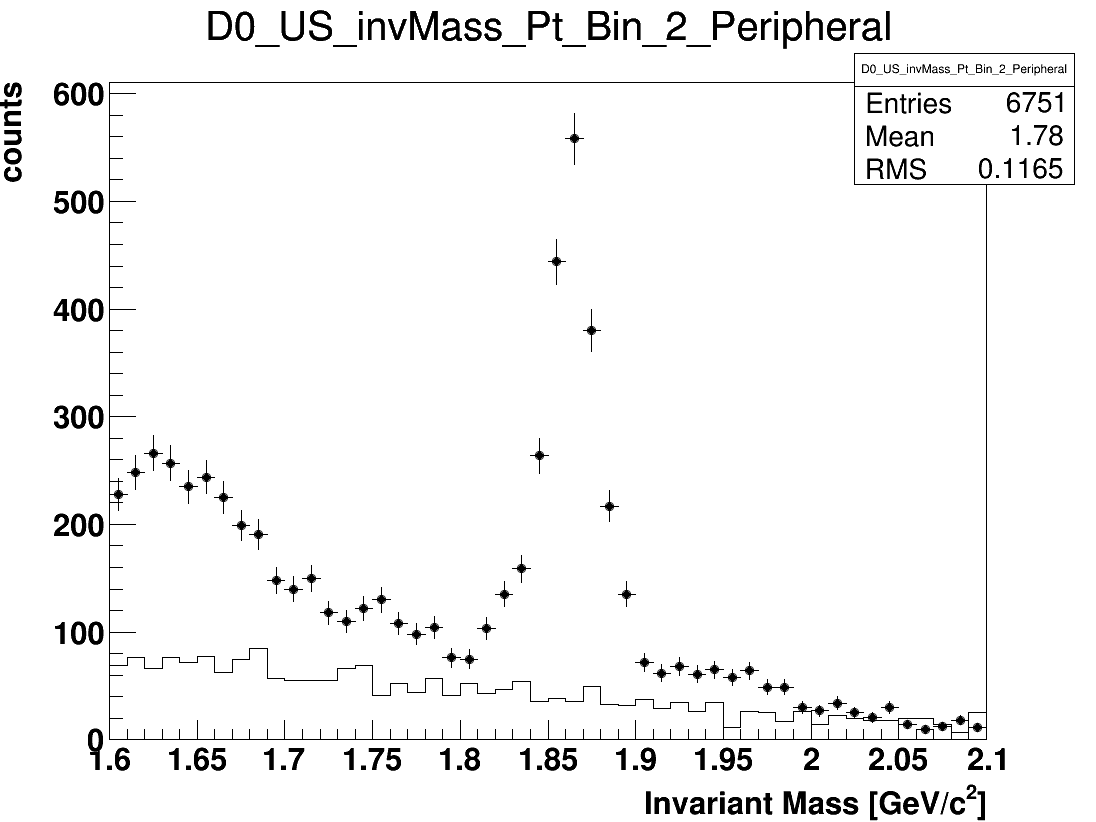 D0_US_invMass_Pt_Bin_2_Peripheral
D0_US_invMass_Pt_Bin_2_Peripheral
Entries 6751
Mean 1.78
RMS 0.1165
counts
600
500
400
300
200
100
0
1.6 1.65 1.7 1.75 1.8 1.85 1.9 1.95 2 2.05 2.1
Invariant Mass [GeV/c²]